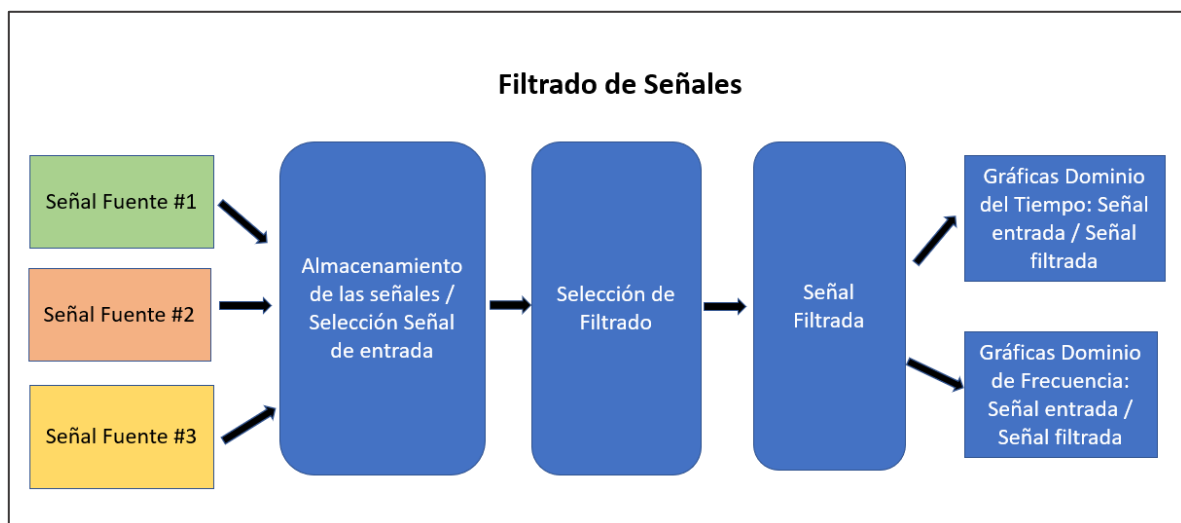 Filtrado de Señales
Señal Fuente #1
Señal Fuente #2
Señal Fuente #3
Almacenamiento
de las señales /
Selección Señal
de entrada
Selección de
Filtrado
Señal
Filtrada
Gráficas Dominio
del Tiempo: Señal
entrada / Señal
filtrada
Gráficas Dominio
de Frecuencia:
Señal entrada /
Señal filtrada